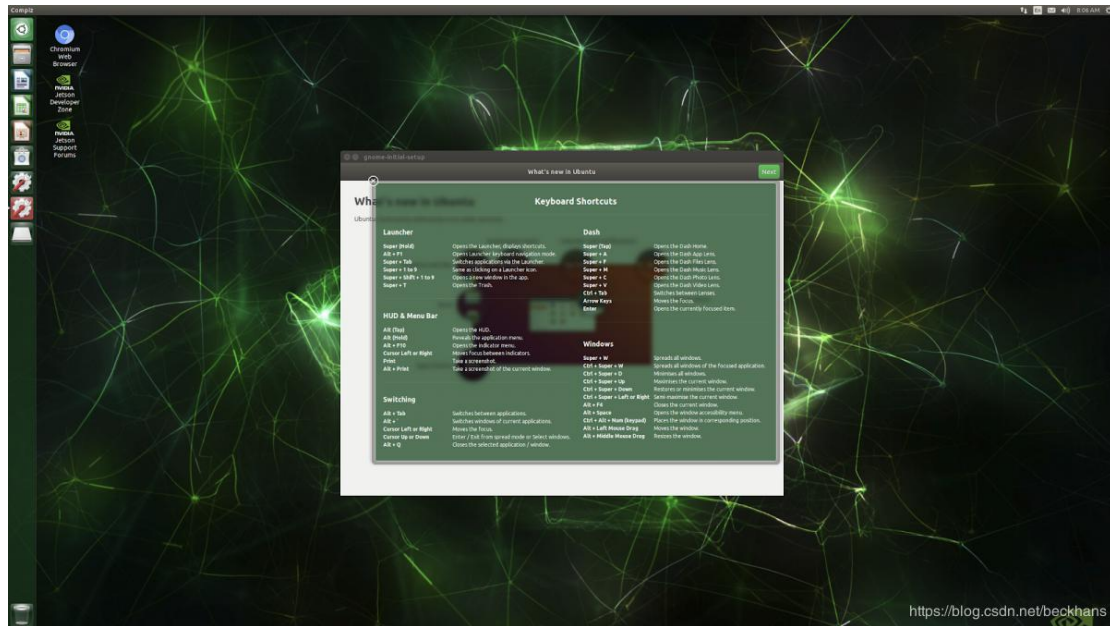 Compiz
En
8:06 AM
Chromium
Web
Browser
NVIDIA
Jetson
Developer
Zone
NVIDIA
Jetson
Support
Forums
gnome-initial-setup
What's new in Ubuntu
Next
What's new in Ubuntu
Ubuntu
Keyboard Shortcuts
Launcher
Super (Hold) Opens the Launcher, displays shortcuts.
Alt + F1 Opens Launcher keyboard navigation mode.
Super + Tab Switches applications via the Launcher.
Super + 1 to 9 Same as clicking on a Launcher icon.
Super + Shift + 1 to 9 Opens a new window in the app.
Super + T Opens the Trash.
HUD & Menu Bar
Alt (Tap) Opens the HUD.
Alt (Hold) Reveals the application menu.
Alt + F10 Opens the indicator menu.
Cursor Left or Right Moves focus between indicators.
Print Take a screenshot.
Alt + Print Take a screenshot of the current window.
Switching
Alt + Tab Switches between applications.
Alt + ` Switches windows of current applications.
Cursor Left or Right Moves the focus.
Cursor Up or Down Enter / Exit from spread mode or Select windows.
Alt + Q Closes the selected application / window.
Dash
Super (Tap) Opens the Dash Home.
Super + A Opens the Dash App Lens.
Super + F Opens the Dash Files Lens.
Super + M Opens the Dash Music Lens.
Super + C Opens the Dash Photo Lens.
Super + V Opens the Dash Video Lens.
Ctrl + Tab Switches between Lenses.
Arrow Keys Moves the focus.
Enter Opens the currently focused item.
Windows
Super + W Spreads all windows.
Ctrl + Super + W Spreads all windows of the focused application.
Ctrl + Super + D Minimises all windows.
Ctrl + Super + Up Maximises the current window.
Ctrl + Super + Down Restores or minimises the current window.
Ctrl + Super + Left or Right Semi-maximise the current window.
Alt + F4 Closes the current window.
Alt + Space Opens the window accessibility menu.
Ctrl + Alt + Num (keypad) Places the window in corresponding position.
Alt + Left Mouse Drag Moves the window.
Alt + Middle Mouse Drag Resizes the window.
https://blog.csdn.net/beckhans